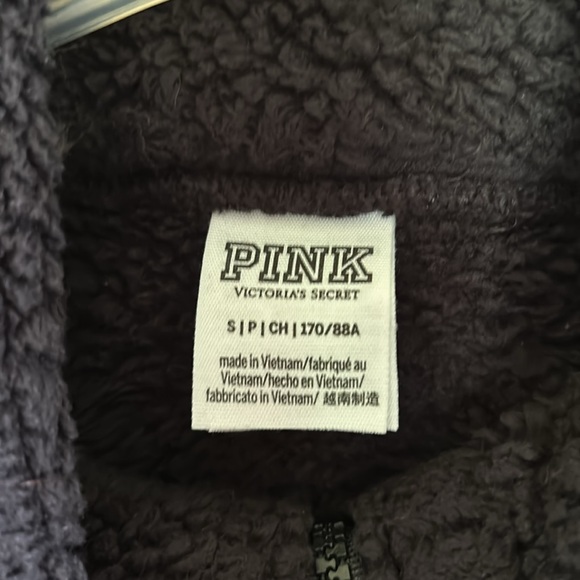 PINK
VICTORIA'S SECRET
S | P | CH | 170/88A
made in Vietnam/fabriqué au
Vietnam/hecho en Vietnam/
fabbricato in Vietnam/ 越南制造